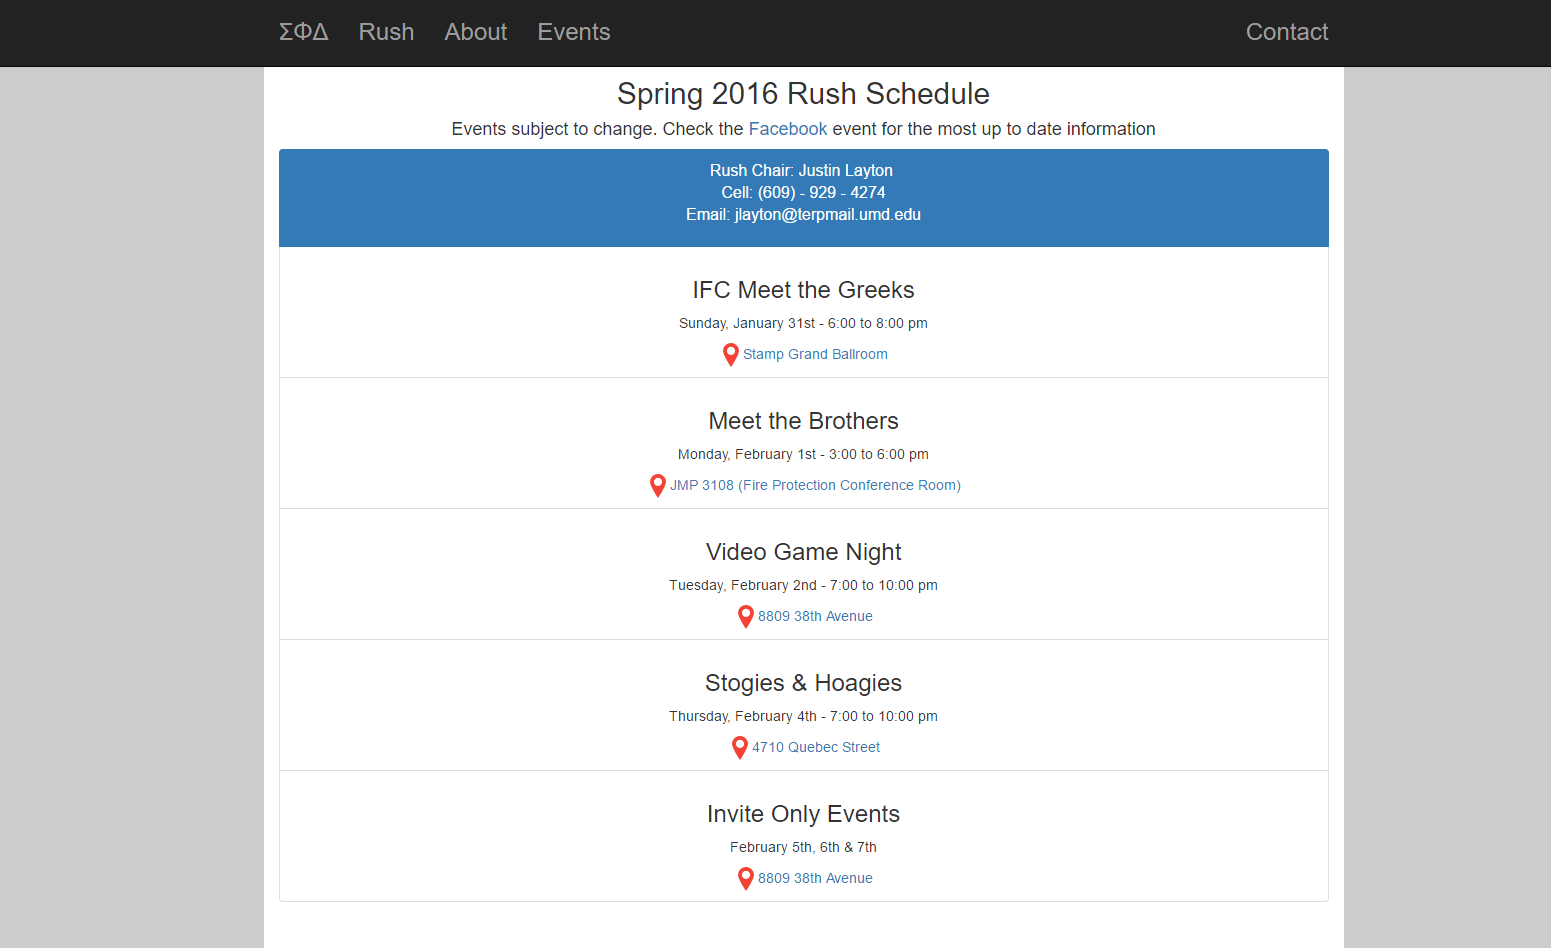 ΣΦΔ Rush About Events Contact
Spring 2016 Rush Schedule
Events subject to change. Check the Facebook event for the most up to date information
Rush Chair: Justin Layton
Cell: (609) - 929 - 4274
Email: jlayton@terpmail.umd.edu
IFC Meet the Greeks
Sunday, January 31st - 6:00 to 8:00 pm
Stamp Grand Ballroom
Meet the Brothers
Monday, February 1st - 3:00 to 6:00 pm
JMP 3108 (Fire Protection Conference Room)
Video Game Night
Tuesday, February 2nd - 7:00 to 10:00 pm
8809 38th Avenue
Stogies & Hoagies
Thursday, February 4th - 7:00 to 10:00 pm
4710 Quebec Street
Invite Only Events
February 5th, 6th & 7th
8809 38th Avenue